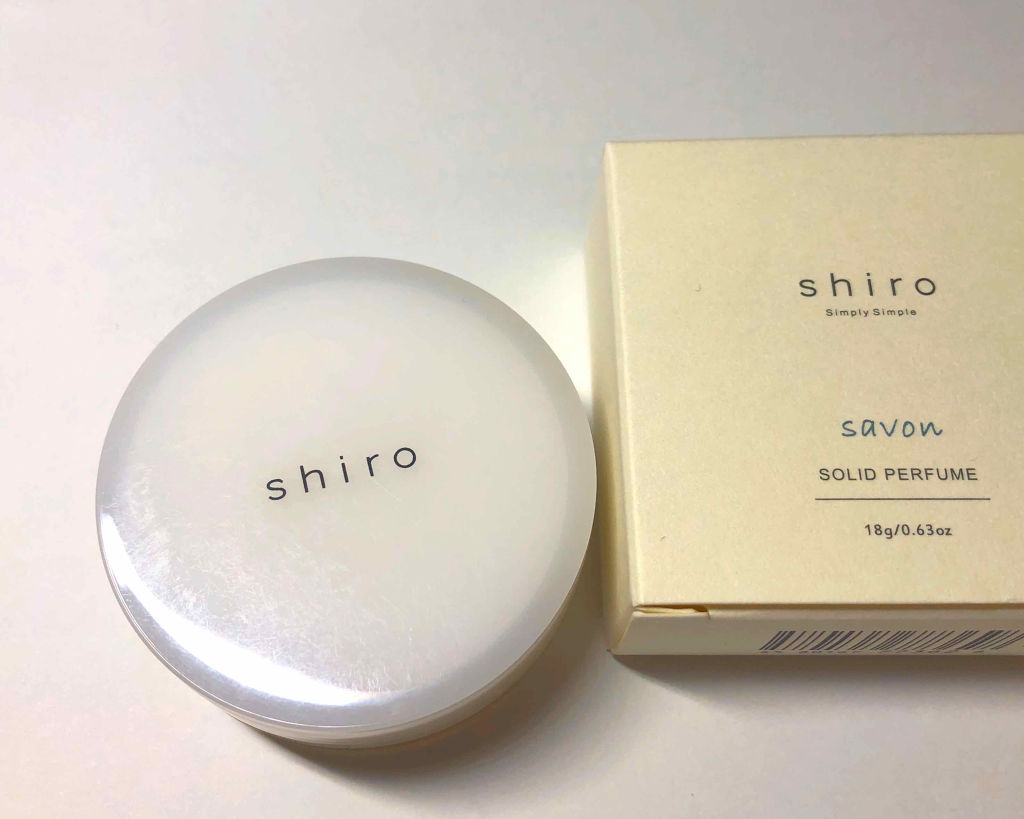 shiro
shiro
Simply Simple
savon
SOLID PERFUME
18g/0.63oz